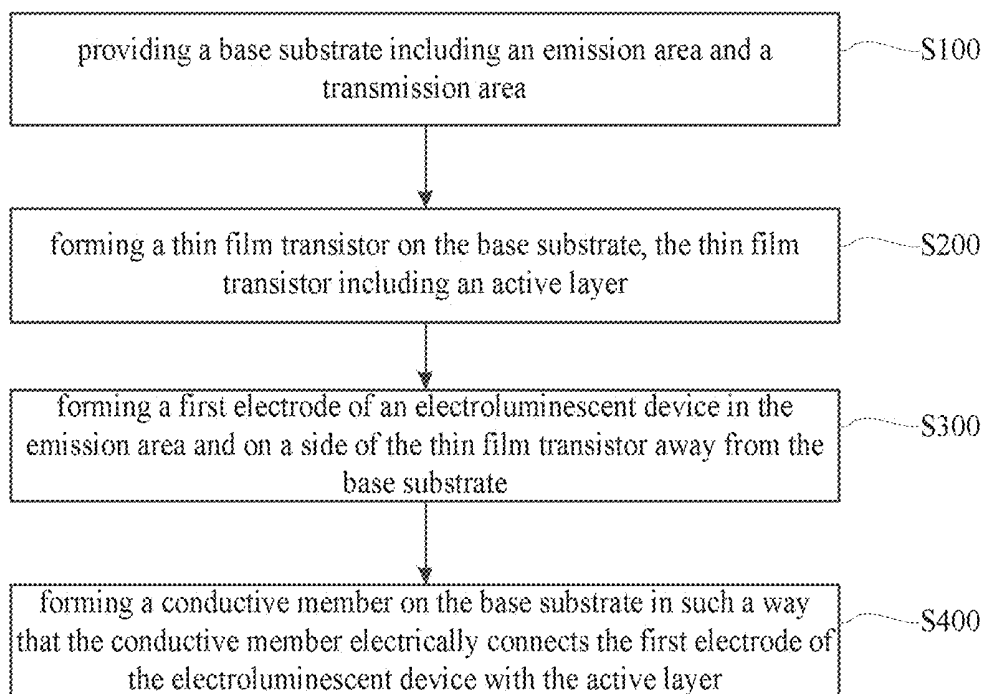 providing a base substrate including an emission area and a
transmission area
S100
forming a thin film transistor on the base substrate, the thin film
transistor including an active layer
S200
forming a first electrode of an electroluminescent device in the
emission area and on a side of the thin film transistor away from the
base substrate
S300
forming a conductive member on the base substrate in such a way
that the conductive member electrically connects the first electrode of
the electroluminescent device with the active layer
S400